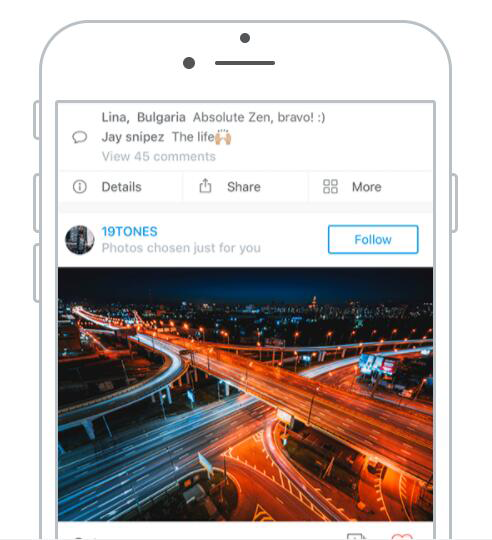 Lina, Bulgaria Absolute Zen, bravo! :)
Jay snipez The life🙌🏼
View 45 comments
Details Share More
19TONES
Photos chosen just for you
Follow